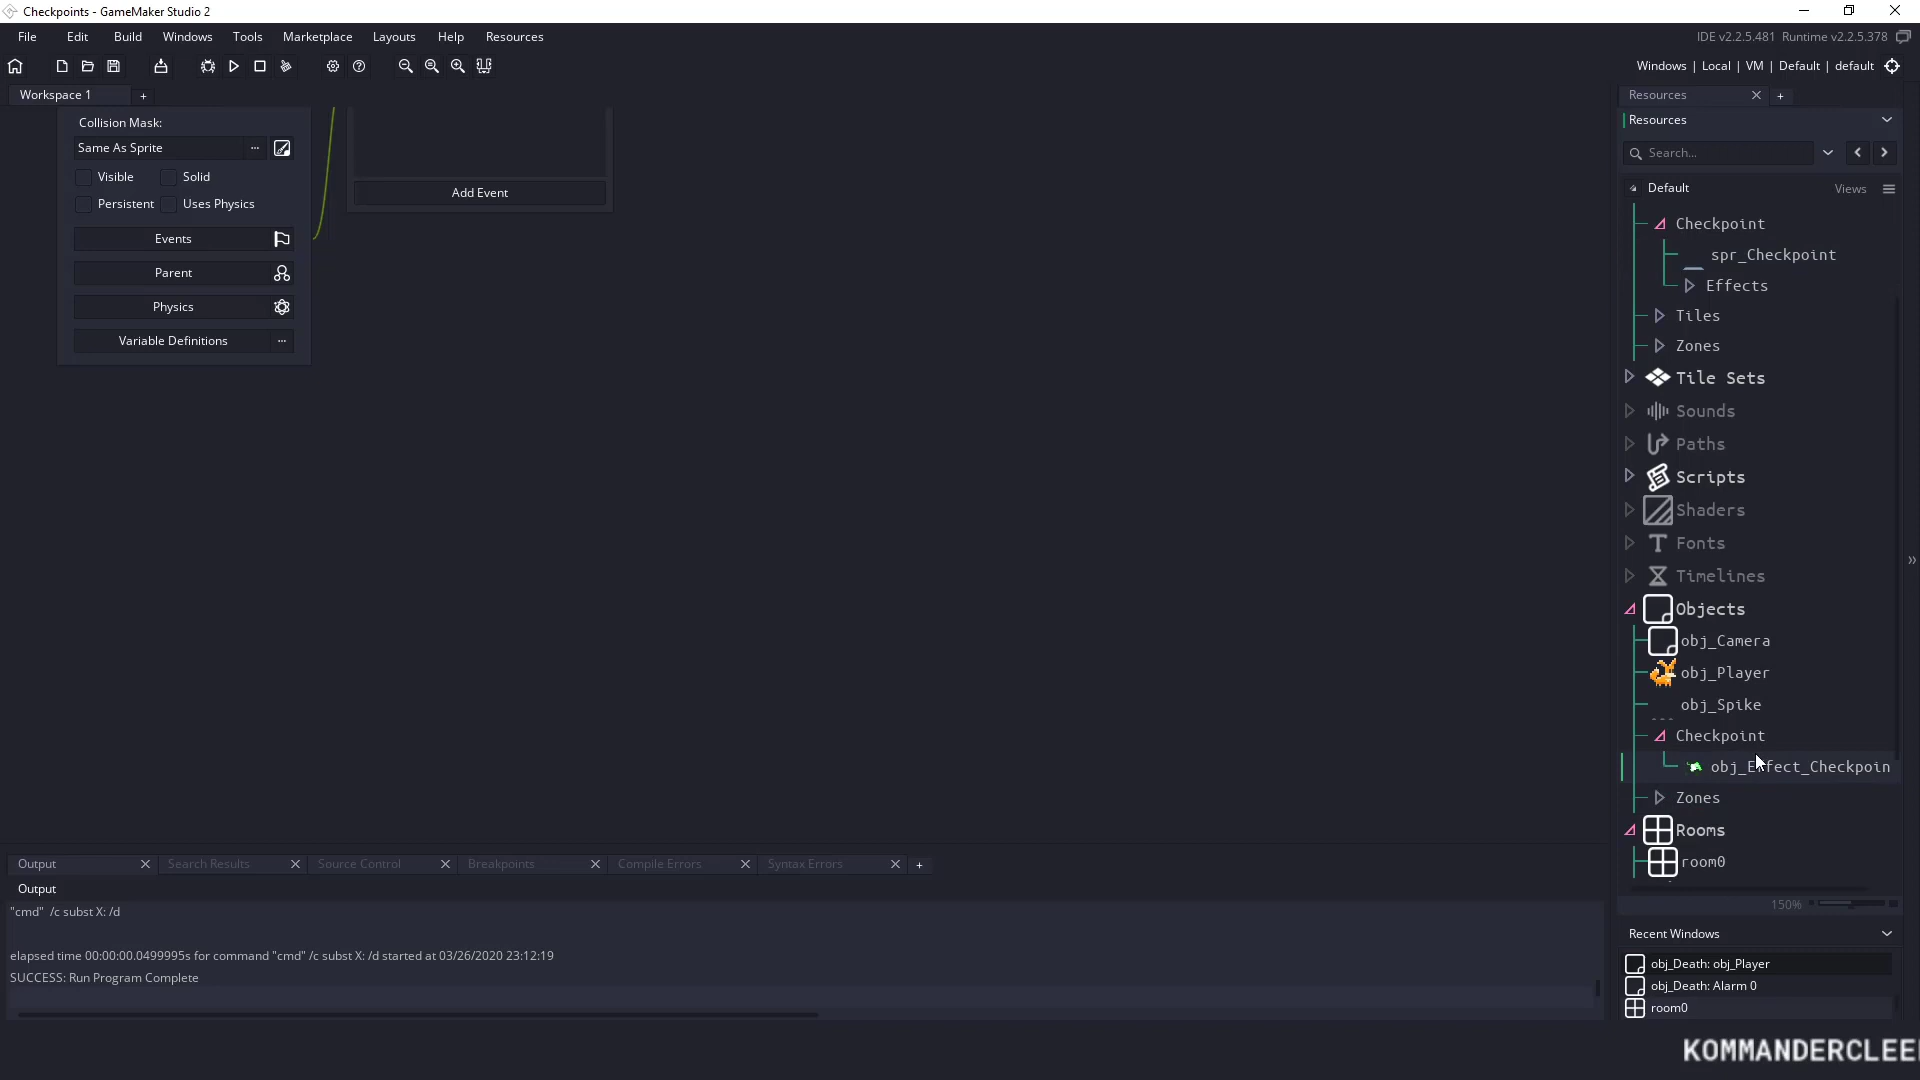 Checkpoints - GameMaker Studio 2
File Edit Build Windows Tools Marketplace Layouts Help Resources
IDE v2.2.5.481 Runtime v2.2.5.378
Windows | Local | VM | Default | default
Workspace 1
Collision Mask:
Same As Sprite
Visible Solid
Persistent Uses Physics
Events
Parent
Physics
Variable Definitions
Add Event
Resources
Resources
Search...
Default Views
Checkpoint
spr_Checkpoint
Effects
Tiles
Zones
Tile Sets
Sounds
Paths
Scripts
Shaders
Fonts
Timelines
Objects
obj_Camera
obj_Player
obj_Spike
Checkpoint
obj_Effect_Checkpoin
Zones
Rooms
room0
150%
Recent Windows
obj_Death: obj_Player
obj_Death: Alarm 0
room0
Output Search Results Source Control Breakpoints Compile Errors Syntax Errors
Output
"cmd" /c subst X: /d
elapsed time 00:00:00.0499995s for command "cmd" /c subst X: /d started at 03/26/2020 23:12:19
SUCCESS: Run Program Complete
KOMMANDERCLEE